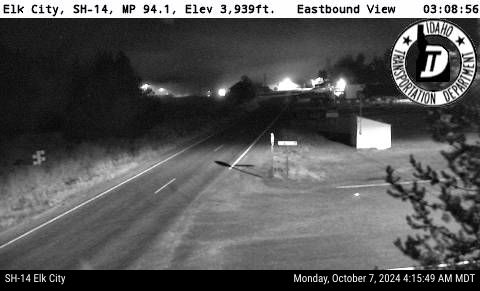 Elk City, SH-14, MP 94.1, Elev 3,939ft. Eastbound View 03:08:56
IDAHO
TRANSPORTATION DEPARTMENT
SH-14 Elk City Monday, October 7, 2024 4:15:49 AM MDT